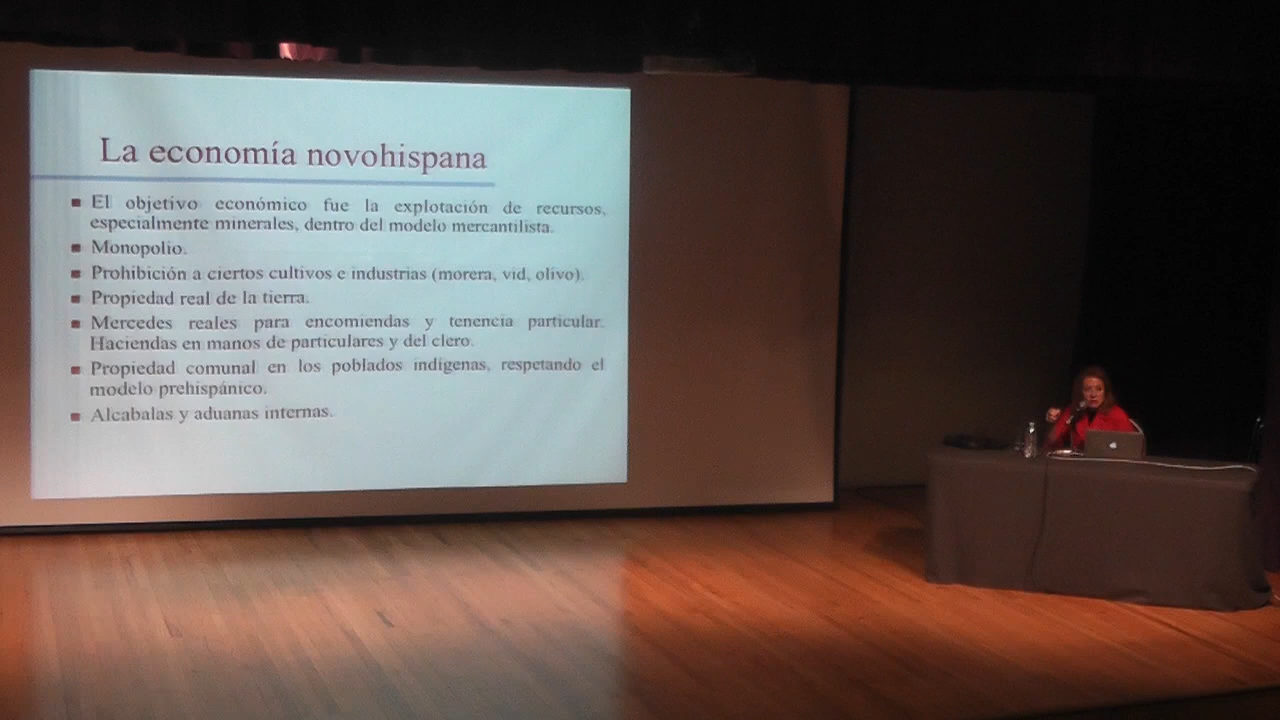 La economía novohispana
El objetivo económico fue la explotación de recursos,
especialmente minerales, dentro del modelo mercantilista.
Monopolio.
Prohibición a ciertos cultivos e industrias (morera, vid, olivo).
Propiedad real de la tierra.
Mercedes reales para encomiendas y tenencia particular.
Haciendas en manos de particulares y del clero.
Propiedad comunal en los poblados indígenas, respetando el
modelo prehispánico.
Alcabalas y aduanas internas.